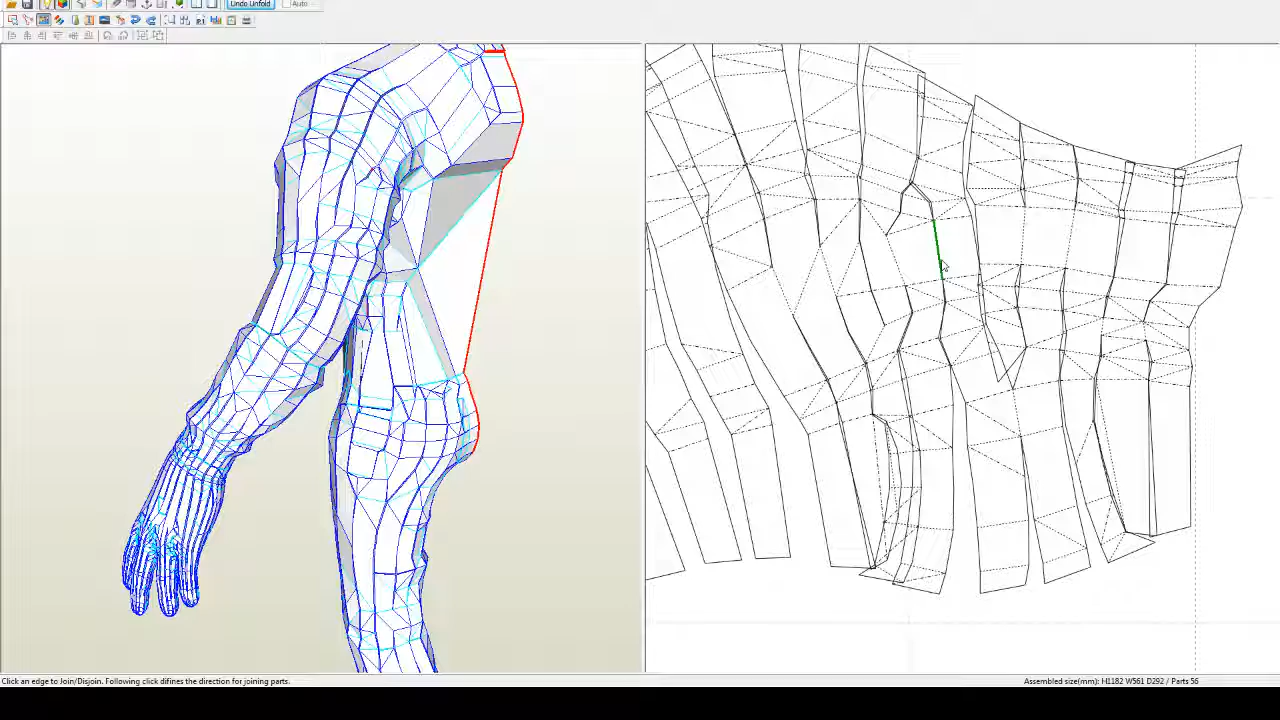 Undo Unfold Auto
Click an edge to Join/Disjoin. Following click difines the direction for joining parts.
Assembled size(mm): H1182 W561 D292 / Parts 56